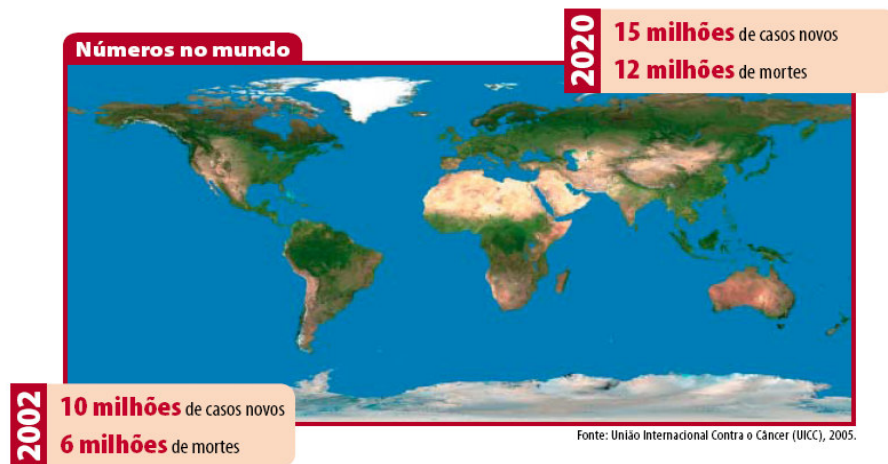 Números no mundo
2020
15 milhões de casos novos
12 milhões de mortes
2002
10 milhões de casos novos
6 milhões de mortes
Fonte: União Internacional Contra o Câncer (UICC), 2005.